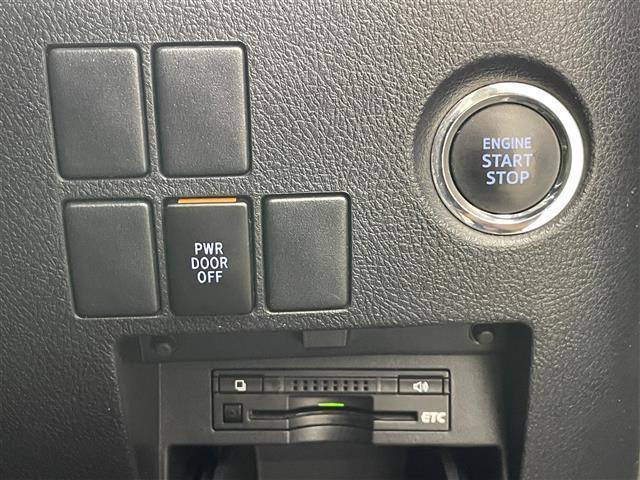 ENGINE
START
STOP
PWR
DOOR
OFF
ETC